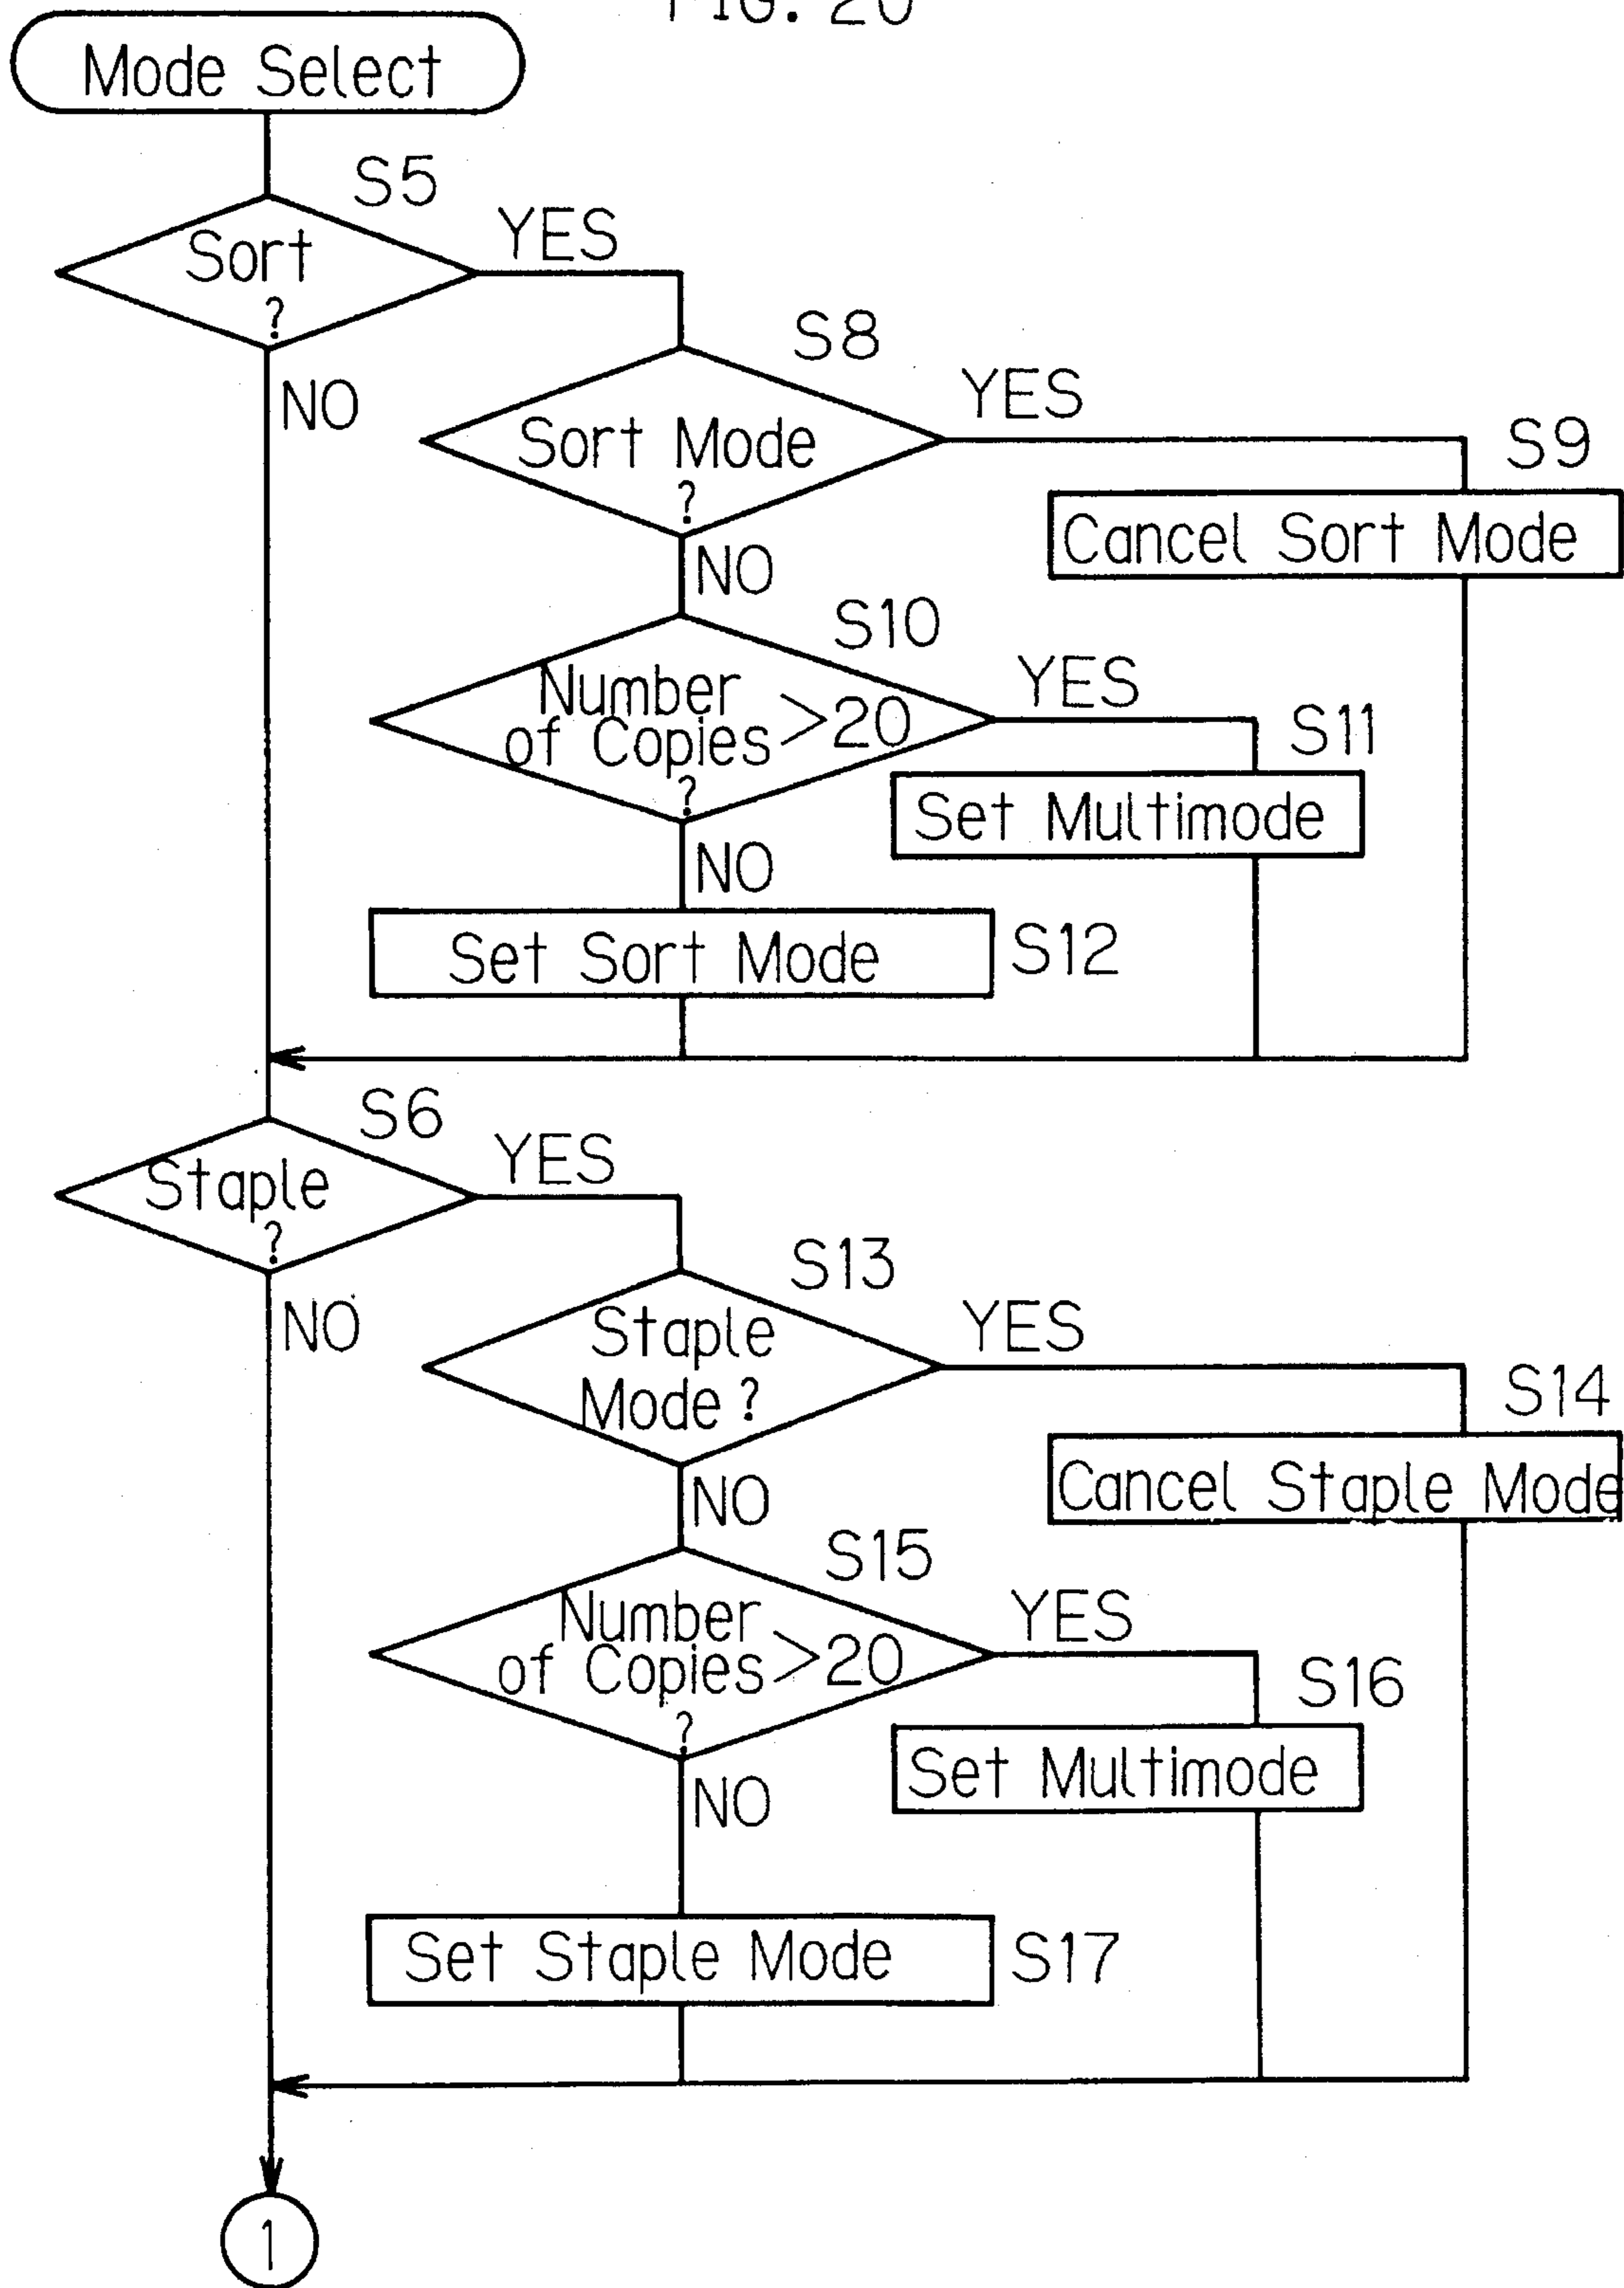 FIG. 20
Mode Select
S5
Sort
?
YES
NO
S8
Sort Mode
?
YES
NO
S9
Cancel Sort Mode
S10
Number
of Copies >20
?
YES
NO
S11
Set Multimode
Set Sort Mode
S12
S6
Staple
?
YES
NO
S13
Staple
Mode ?
YES
NO
S14
Cancel Staple Mode
S15
Number
of Copies >20
?
YES
NO
S16
Set Multimode
Set Staple Mode
S17
1